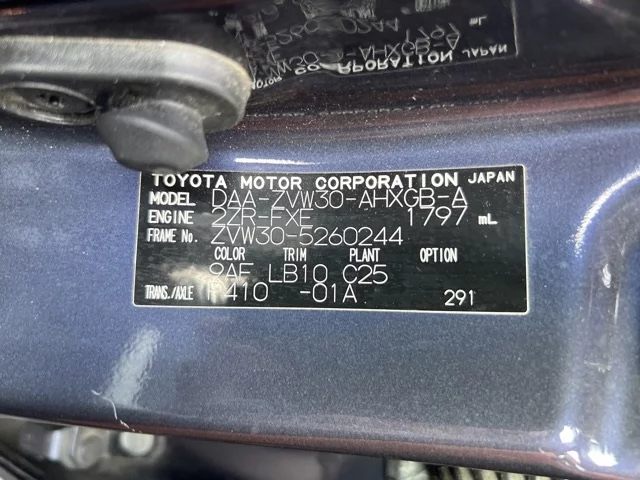 TOYOTA MOTOR CORPORATION JAPAN
MODEL DAA-ZVW30-AHXGB-A
ENGINE 2ZR-FXE 1797 mL
FRAME No. ZVW30-5260244
COLOR TRIM PLANT OPTION
9AF LB10 C25
TRANS./AXLE P410 -01A 291